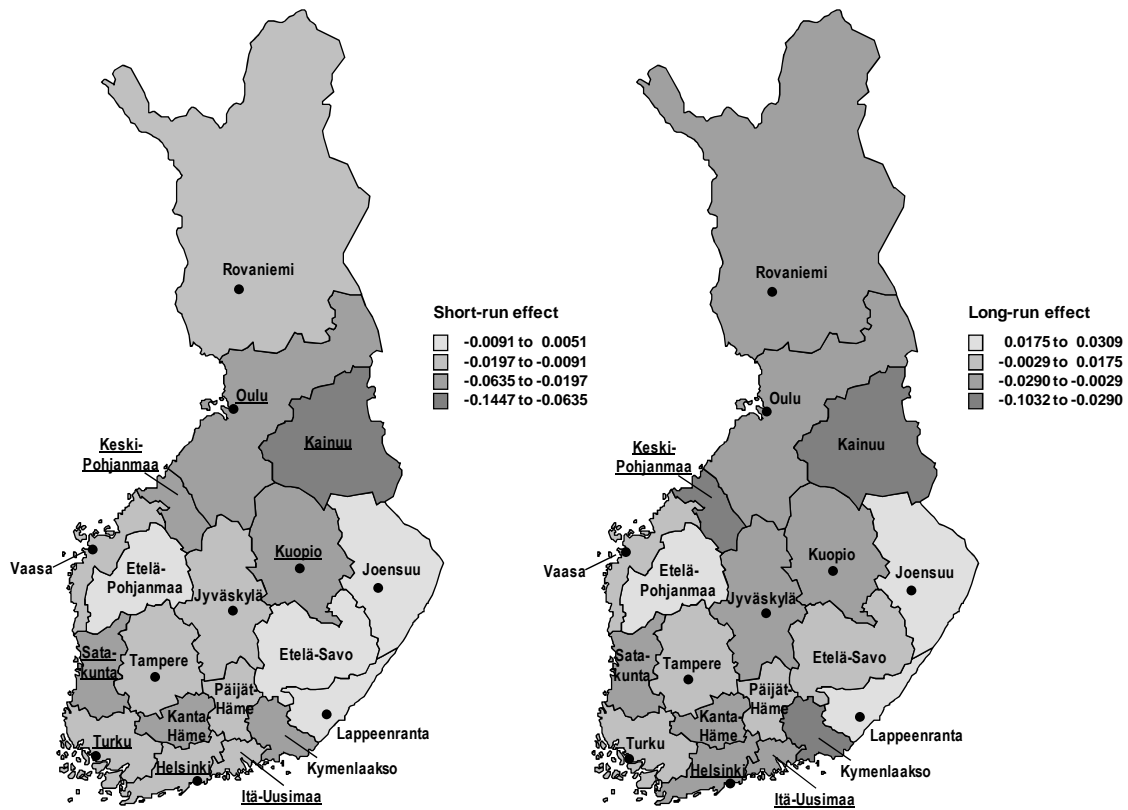 Rovaniemi
Short-run effect
-0.0091 to 0.0051
-0.0197 to -0.0091
-0.0635 to -0.0197
-0.1447 to -0.0635
Oulu
Kainuu
Keski-
Pohjanmaa
Vaasa
Etelä-
Pohjanmaa
Kuopio
Joensuu
Jyväskylä
Sata-
kunta
Tampere
Etelä-Savo
Päijät-
Häme
Kanta-
Häme
Lappeenranta
Turku
Helsinki
Kymenlaakso
Itä-Uusimaa
Rovaniemi
Long-run effect
0.0175 to 0.0309
-0.0029 to 0.0175
-0.0290 to -0.0029
-0.1032 to -0.0290
Oulu
Kainuu
Keski-
Pohjanmaa
Vaasa
Etelä-
Pohjanmaa
Kuopio
Joensuu
Jyväskylä
Sata-
kunta
Tampere
Etelä-Savo
Päijät-
Häme
Kanta-
Häme
Lappeenranta
Turku
Helsinki
Kymenlaakso
Itä-Uusimaa